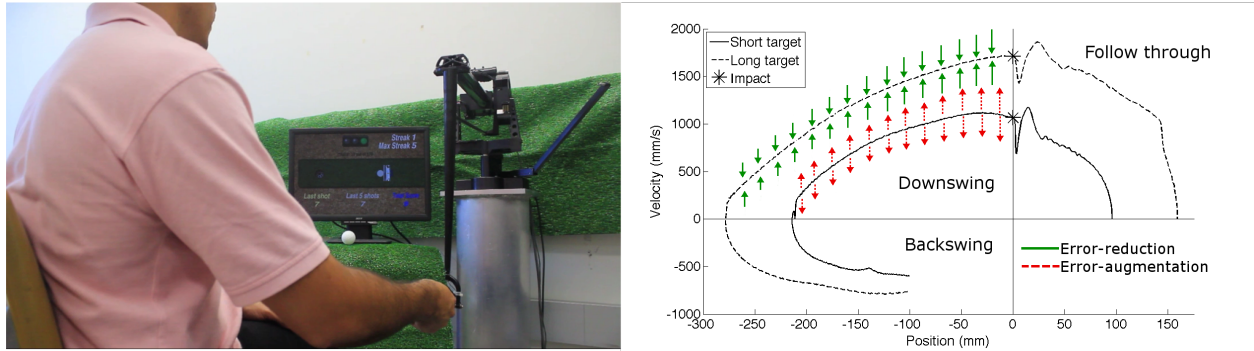 Streak 1
Max Streak 5
Last shot
Last 5 shots
7
7
2000
1500
1000
500
0
-500
-1000
-300
-250
-200
-150
-100
-50
0
50
100
150
Velocity (mm/s)
Position (mm)
Short target
Long target
Impact
Follow through
Downswing
Backswing
Error-reduction
Error-augmentation